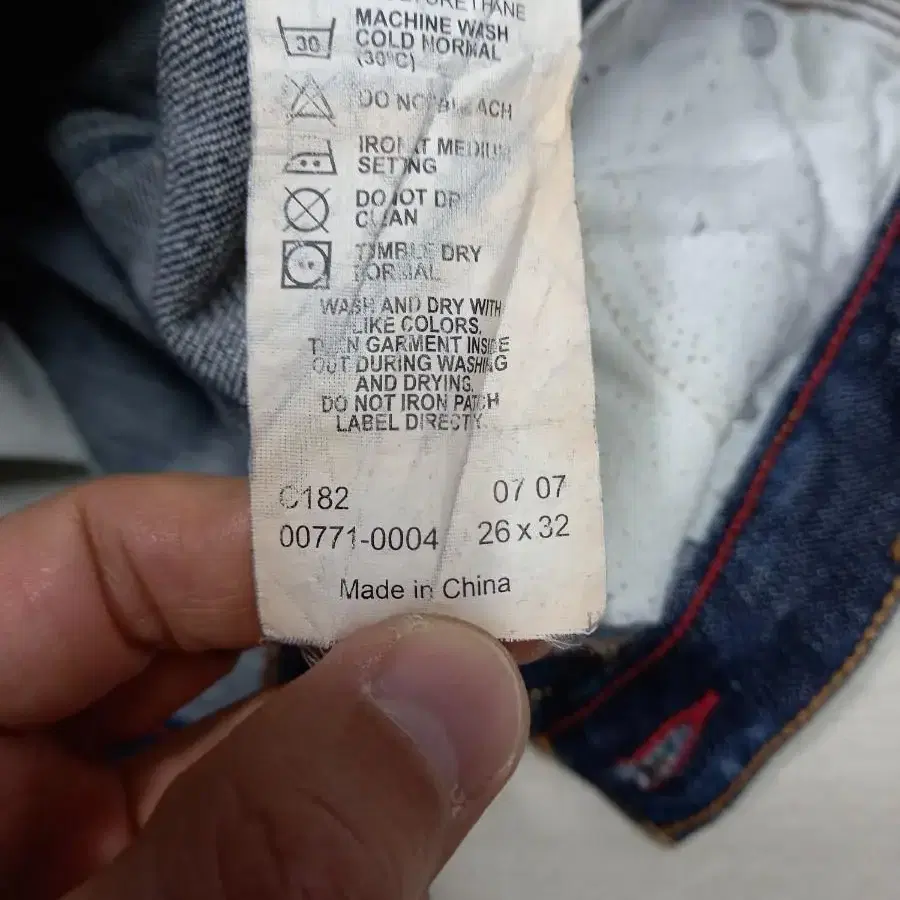 MACHINE WASH
COLD NORMAL
(30°C)
30
DO NOT BLEACH
IRON AT MEDIUM
SETTING
DO NOT DRY
CLEAN
TUMBLE DRY
NORMAL
WASH AND DRY WITH
LIKE COLORS,
TURN GARMENT INSIDE
OUT DURING WASHING
AND DRYING.
DO NOT IRON PATCH
LABEL DIRECTY
C182 07 07
00771-0004 26 x 32
Made in China